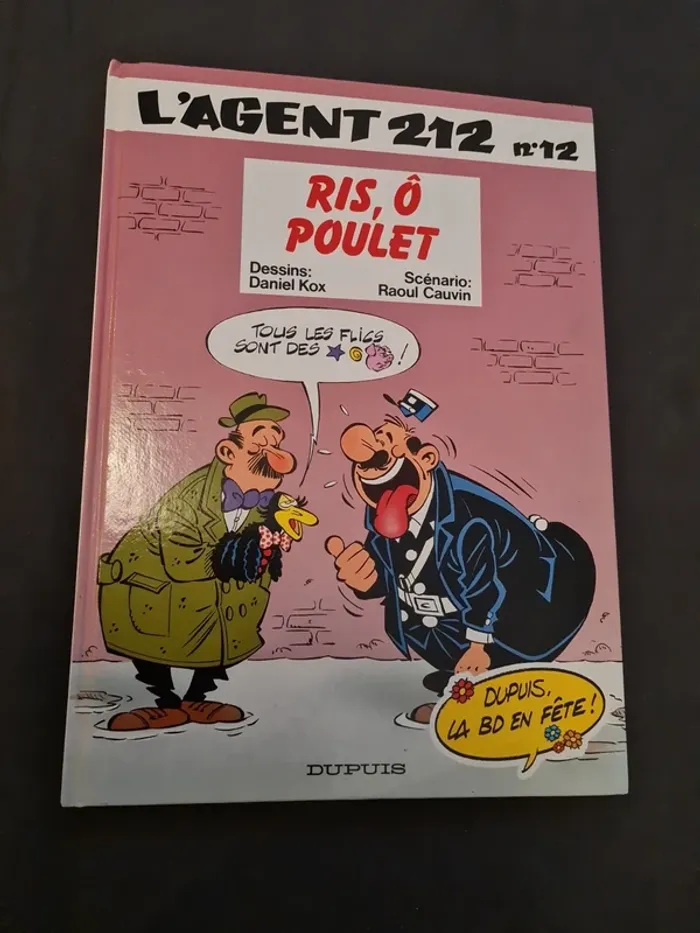 L'AGENT 212 n°12
RIS, Ô
POULET
Dessins:
Daniel Kox
Scénario:
Raoul Cauvin
TOUS LES FLICS
SONT DES !
DUPUIS,
LA BD EN FÊTE !
DUPUIS